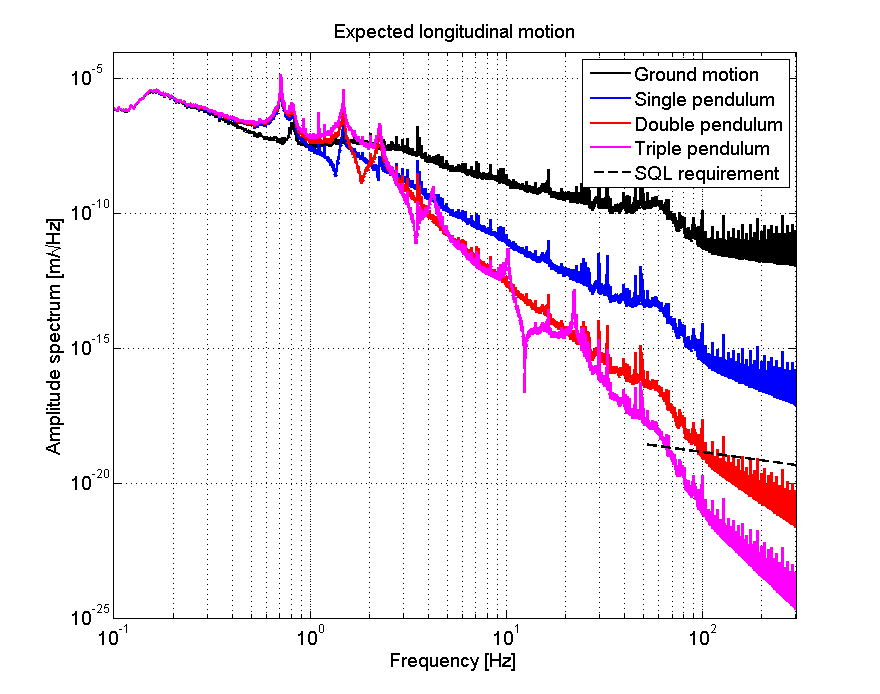 Expected longitudinal motion
Ground motion
Single pendulum
Double pendulum
Triple pendulum
SQL requirement
Amplitude spectrum [m/√Hz]
10^-5
10^-10
10^-15
10^-20
10^-25
10^-1
10^0
10^1
10^2
Frequency [Hz]